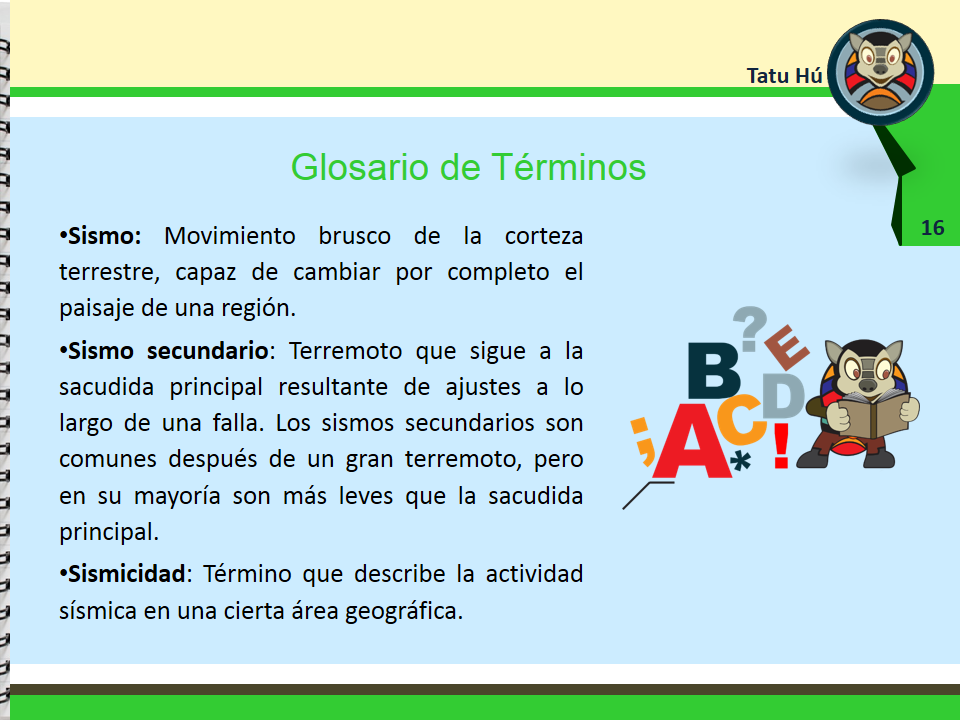 Tatu Hú
Glosario de Términos
16
•Sismo: Movimiento brusco de la corteza
terrestre, capaz de cambiar por completo el
paisaje de una región.
•Sismo secundario: Terremoto que sigue a la
sacudida principal resultante de ajustes a lo
largo de una falla. Los sismos secundarios son
comunes después de un gran terremoto, pero
en su mayoría son más leves que la sacudida
principal.
•Sismicidad: Término que describe la actividad
sísmica en una cierta área geográfica.
? E
B D
; A C * !